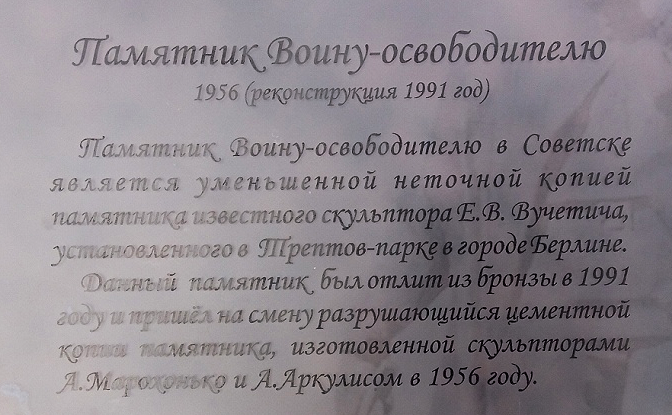 Памятник Воину-освободителю
1956 (реконструкция 1991 год)
Памятник Воину-освободителю в Советске
является уменьшенной неточной копией
памятника известного скульптора Е.В. Вучетича,
установленного в Трептов-парке в городе Берлине.
Данный памятник был отлит из бронзы в 1991
году и пришёл на смену разрушающийся цементной
копии памятника, изготовленной скульпторами
А.Марохонько и А.Аркулисом в 1956 году.